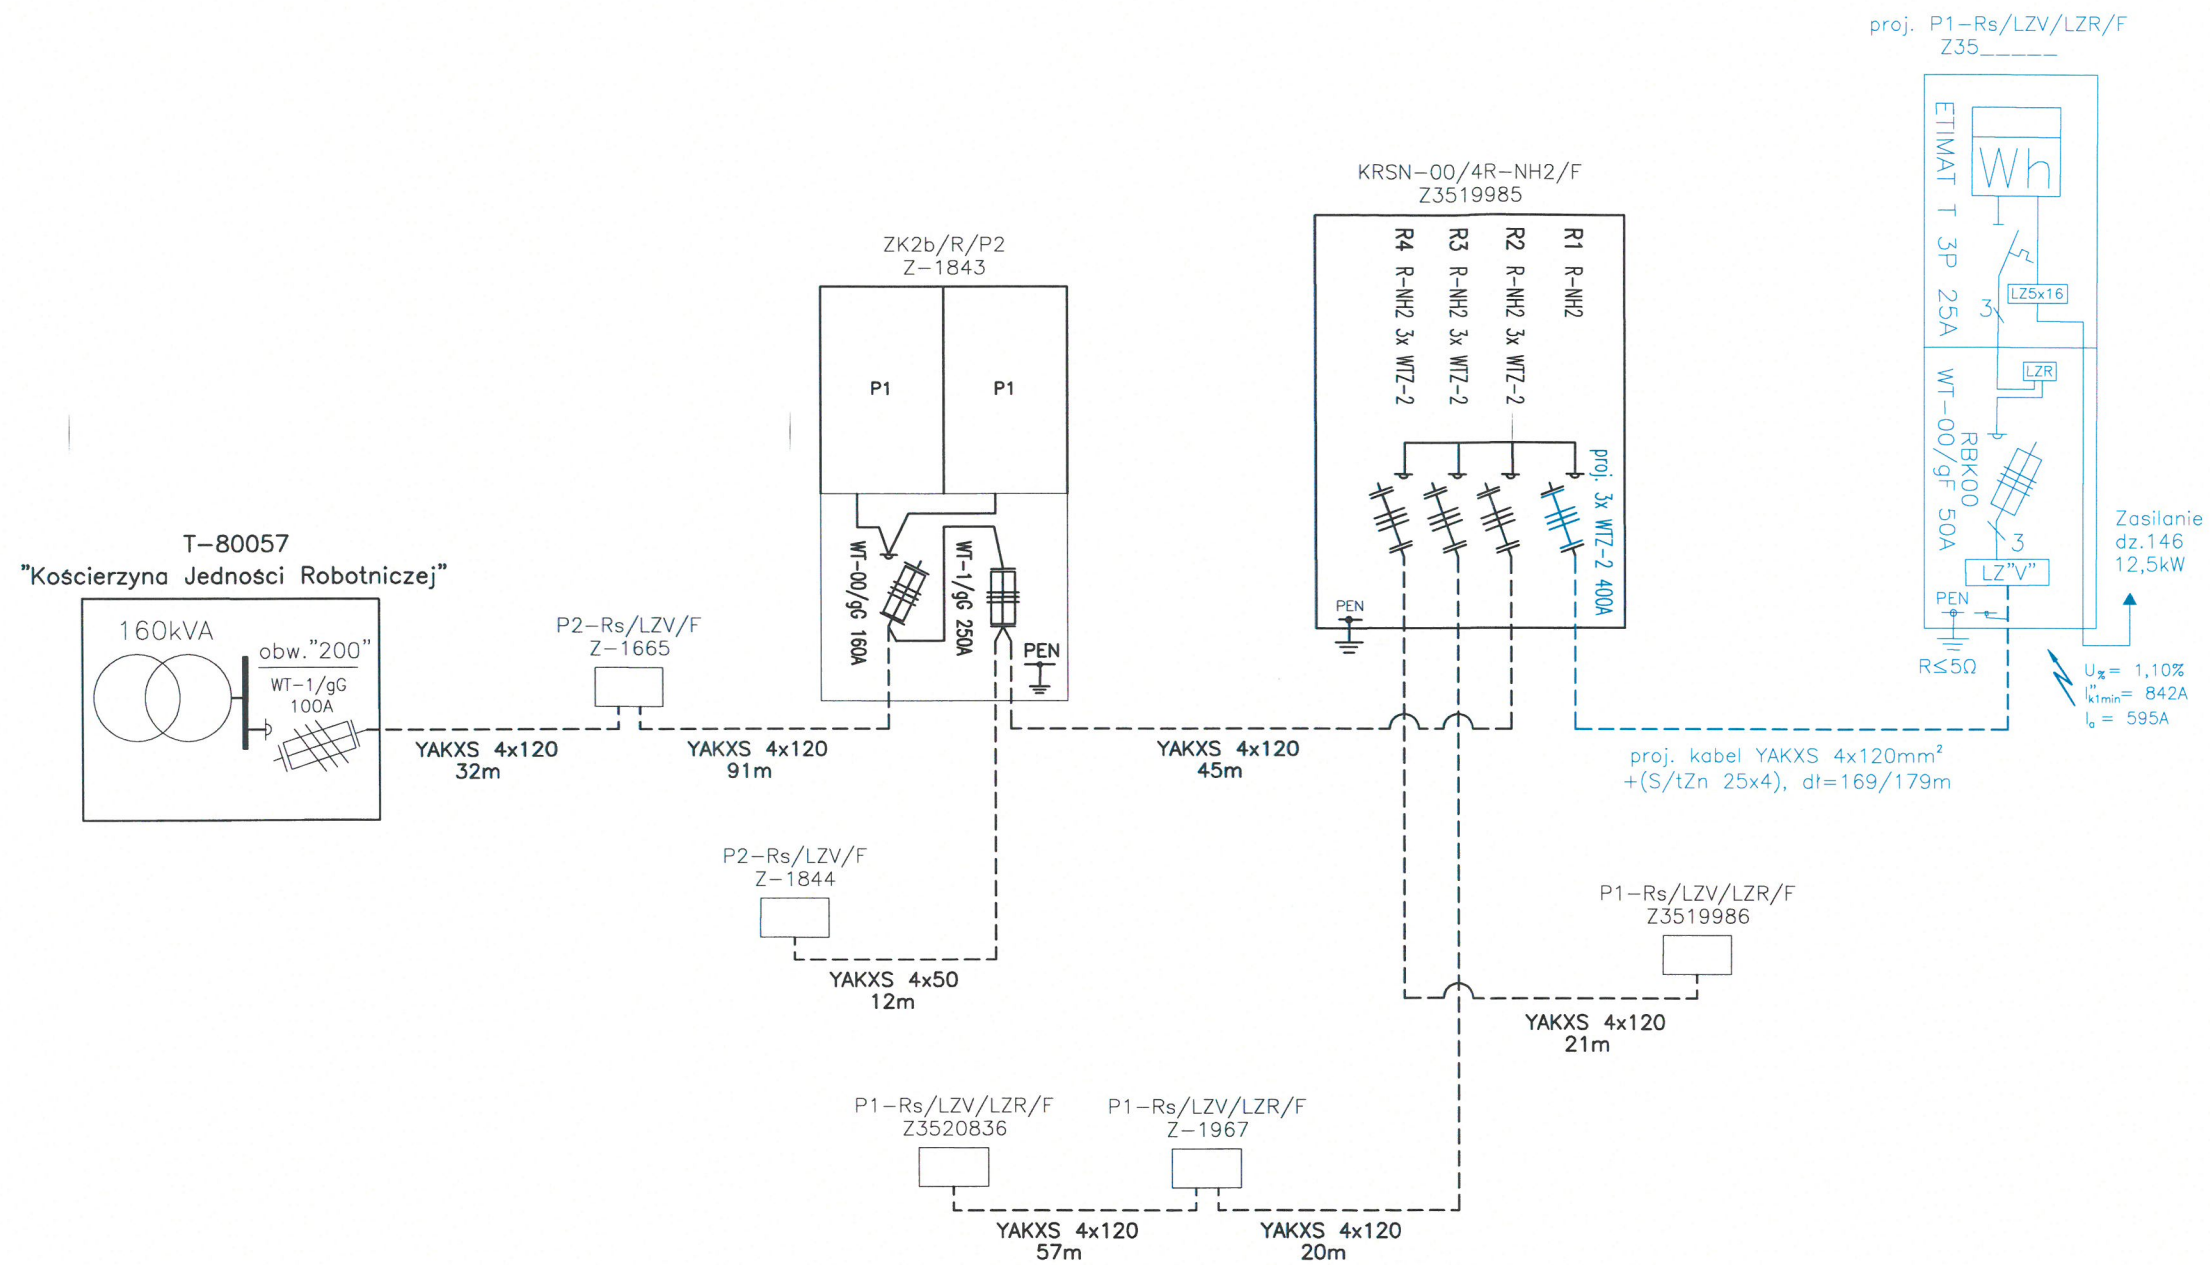 proj. P1-Rs/LZV/LZR/F
Z35_____
ETIMAT T 3P 25A
Wh
LZ5x16
3
LZR
WT-00/gF 50A
RBK00
3
LZ"V"
PEN
R≤5Ω
Zasilanie
dz.146
12,5kW
U%= 1,10%
I"k1min= 842A
Ia = 595A
KRSN-00/4R-NH2/F
Z3519985
R4 R-NH2 3x WTZ-2
R3 R-NH2 3x WTZ-2
R2 R-NH2 3x WTZ-2
R1 R-NH2
proj. 3x WTZ-2 400A
PEN
ZK2b/R/P2
Z-1843
P1
P1
WT-00/gG 160A
WT-1/gG 250A
PEN
T-80057
"Kościerzyna Jedności Robotniczej"
160kVA
obw."200"
WT-1/gG
100A
P2-Rs/LZV/F
Z-1665
YAKXS 4x120
32m
YAKXS 4x120
91m
YAKXS 4x120
45m
proj. kabel YAKXS 4x120mm²
+(S/tZn 25x4), dł=169/179m
P2-Rs/LZV/F
Z-1844
YAKXS 4x50
12m
P1-Rs/LZV/LZR/F
Z3519986
YAKXS 4x120
21m
P1-Rs/LZV/LZR/F
Z3520836
P1-Rs/LZV/LZR/F
Z-1967
YAKXS 4x120
57m
YAKXS 4x120
20m